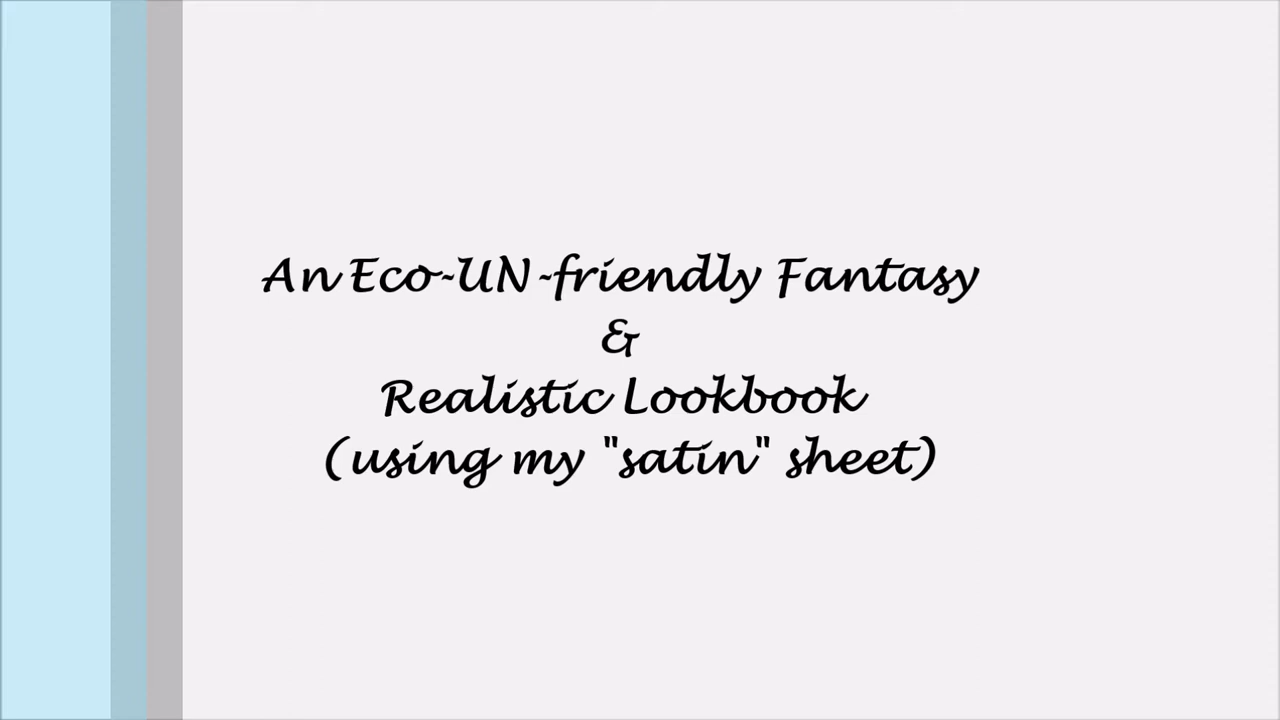 An Eco-UN-friendly Fantasy
&
Realistic Lookbook
(using my "satin" sheet)